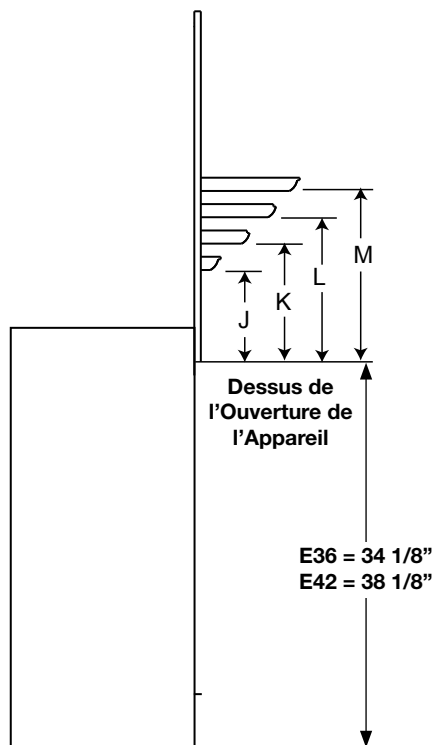 M
L
K
J
Dessus de
l’Ouverture de
l’Appareil
E36 = 34 1/8”
E42 = 38 1/8”